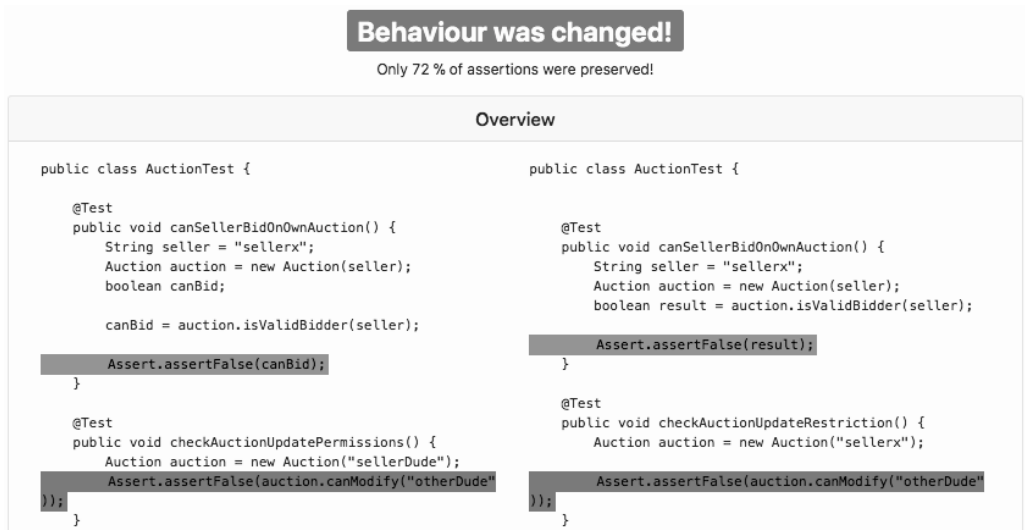 Behaviour was changed!
Only 72 % of assertions were preserved!
Overview
public class AuctionTest {
@Test
public void canSellerBidOnOwnAuction() {
String seller = "sellerx";
Auction auction = new Auction(seller);
boolean canBid;
canBid = auction.isValidBidder(seller);
Assert.assertFalse(canBid);
}
@Test
public void checkAuctionUpdatePermissions() {
Auction auction = new Auction("sellerDude");
Assert.assertFalse(auction.canModify("otherDude"
));
}
public class AuctionTest {
@Test
public void canSellerBidOnOwnAuction() {
String seller = "sellerx";
Auction auction = new Auction(seller);
boolean result = auction.isValidBidder(seller);
Assert.assertFalse(result);
}
@Test
public void checkAuctionUpdateRestriction() {
Auction auction = new Auction("sellerx");
Assert.assertFalse(auction.canModify("otherDude"
));
}